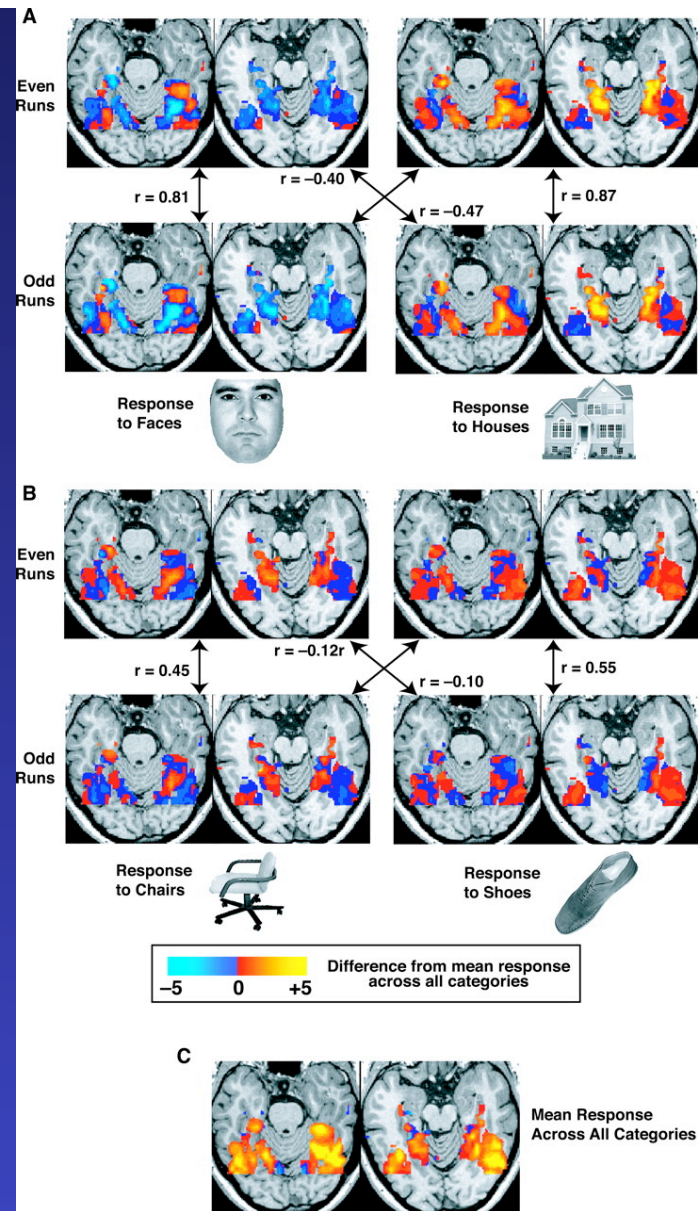 A
Even
Runs
r = 0.81
r = –0.40
r = –0.47
r = 0.87
Odd
Runs
Response
to Faces
Response
to Houses
B
Even
Runs
r = 0.45
r = –0.12r
r = –0.10
r = 0.55
Odd
Runs
Response
to Chairs
Response
to Shoes
–5 0 +5
Difference from mean response
across all categories
C
Mean Response
Across All Categories